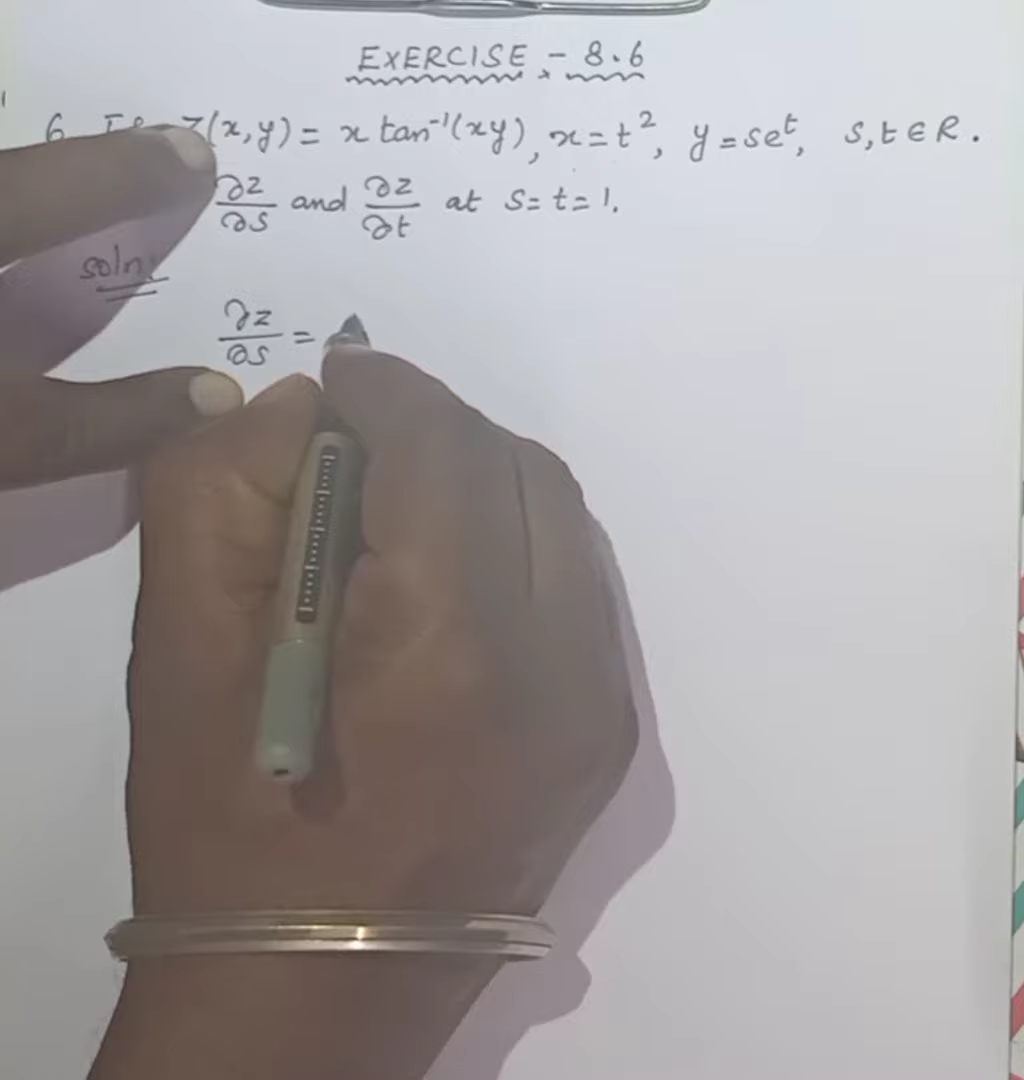 EXERCISE - 8.6
6. Z(x,y) = x tan⁻¹(xy), x = t², y = seᵗ, s,t ∈ R.
∂z/∂s and ∂z/∂t at s = t = 1.
soln:
∂z/∂s =